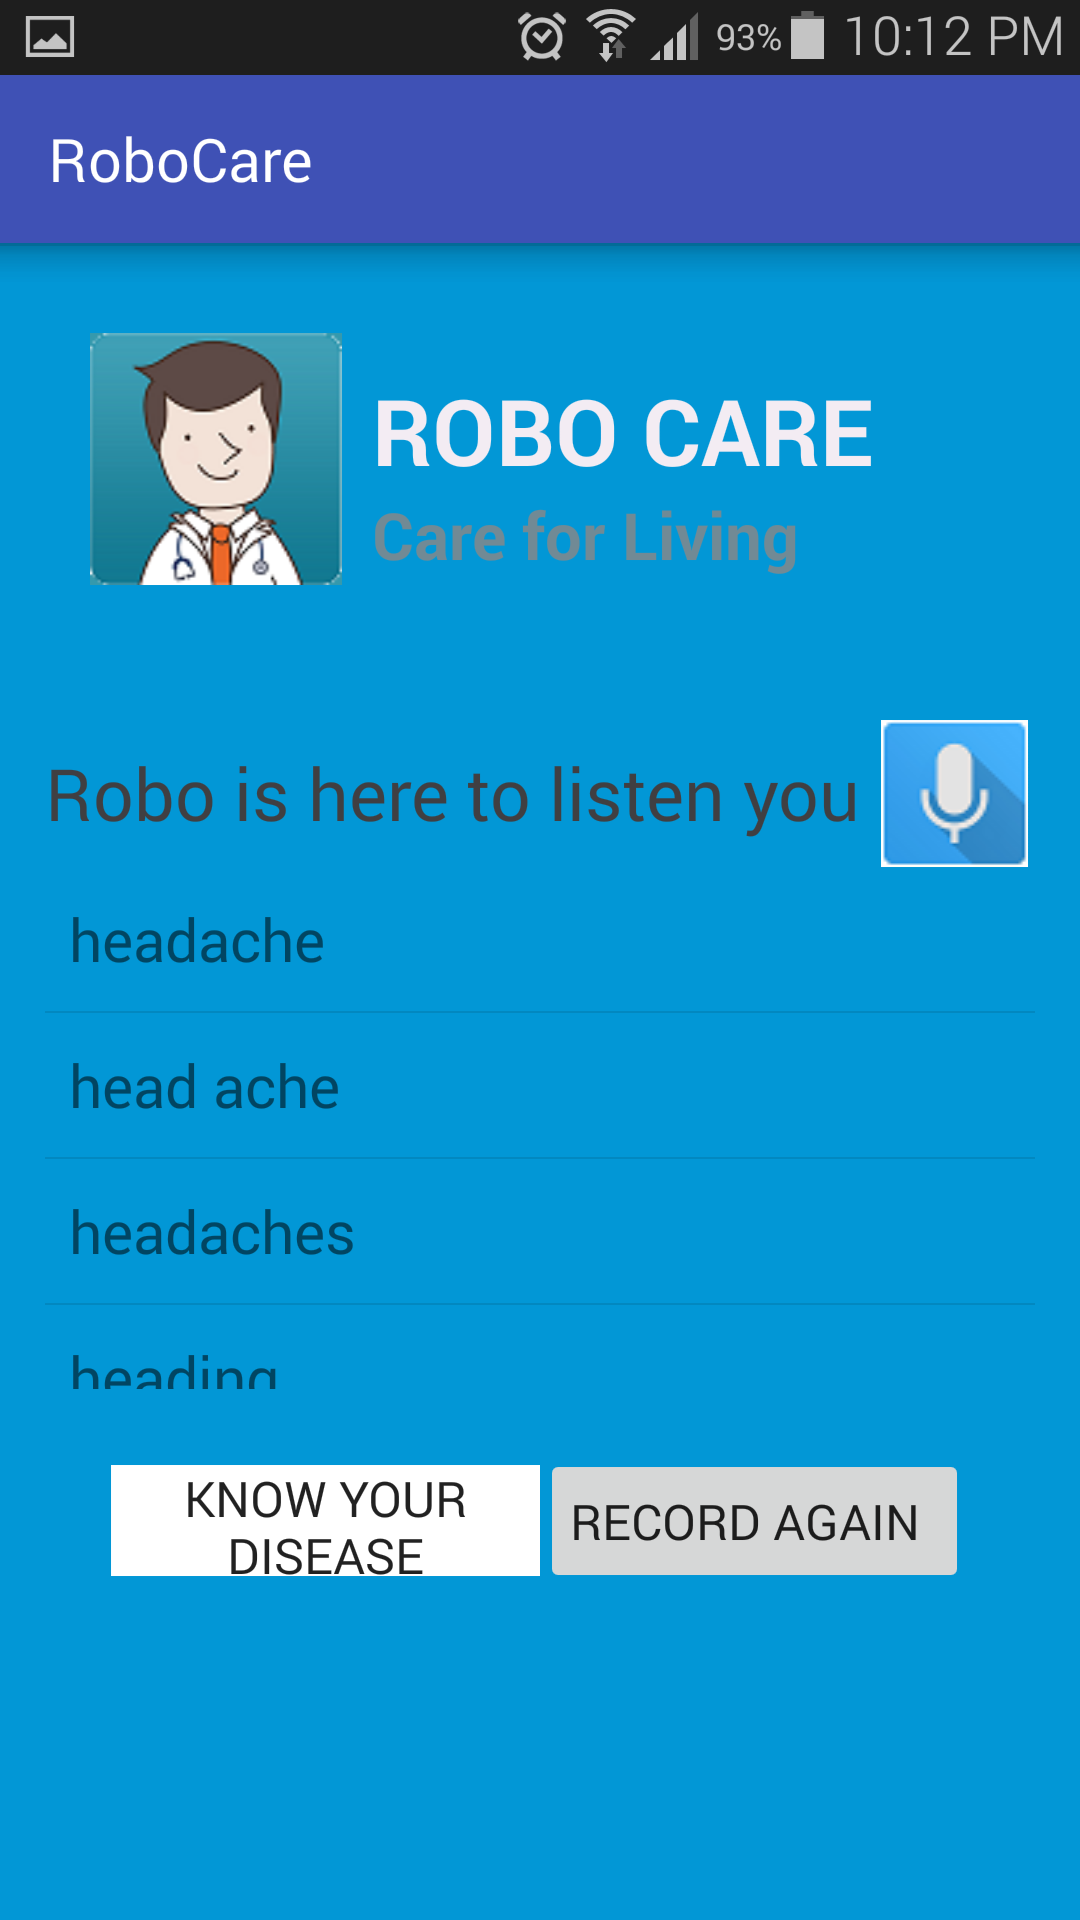 93% 10:12 PM
RoboCare
ROBO CARE
Care for Living
Robo is here to listen you
headache
head ache
headaches
heading
KNOW YOUR
DISEASE
RECORD AGAIN